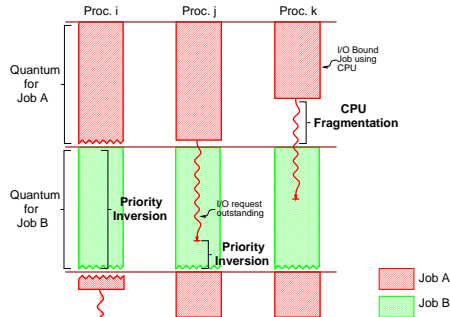 Proc. i
Proc. j
Proc. k
Quantum
for
Job A
I/O Bound
Job using
CPU
CPU
Fragmentation
Quantum
for
Job B
Priority
Inversion
I/O request
outstanding
Priority
Inversion
Job A
Job B